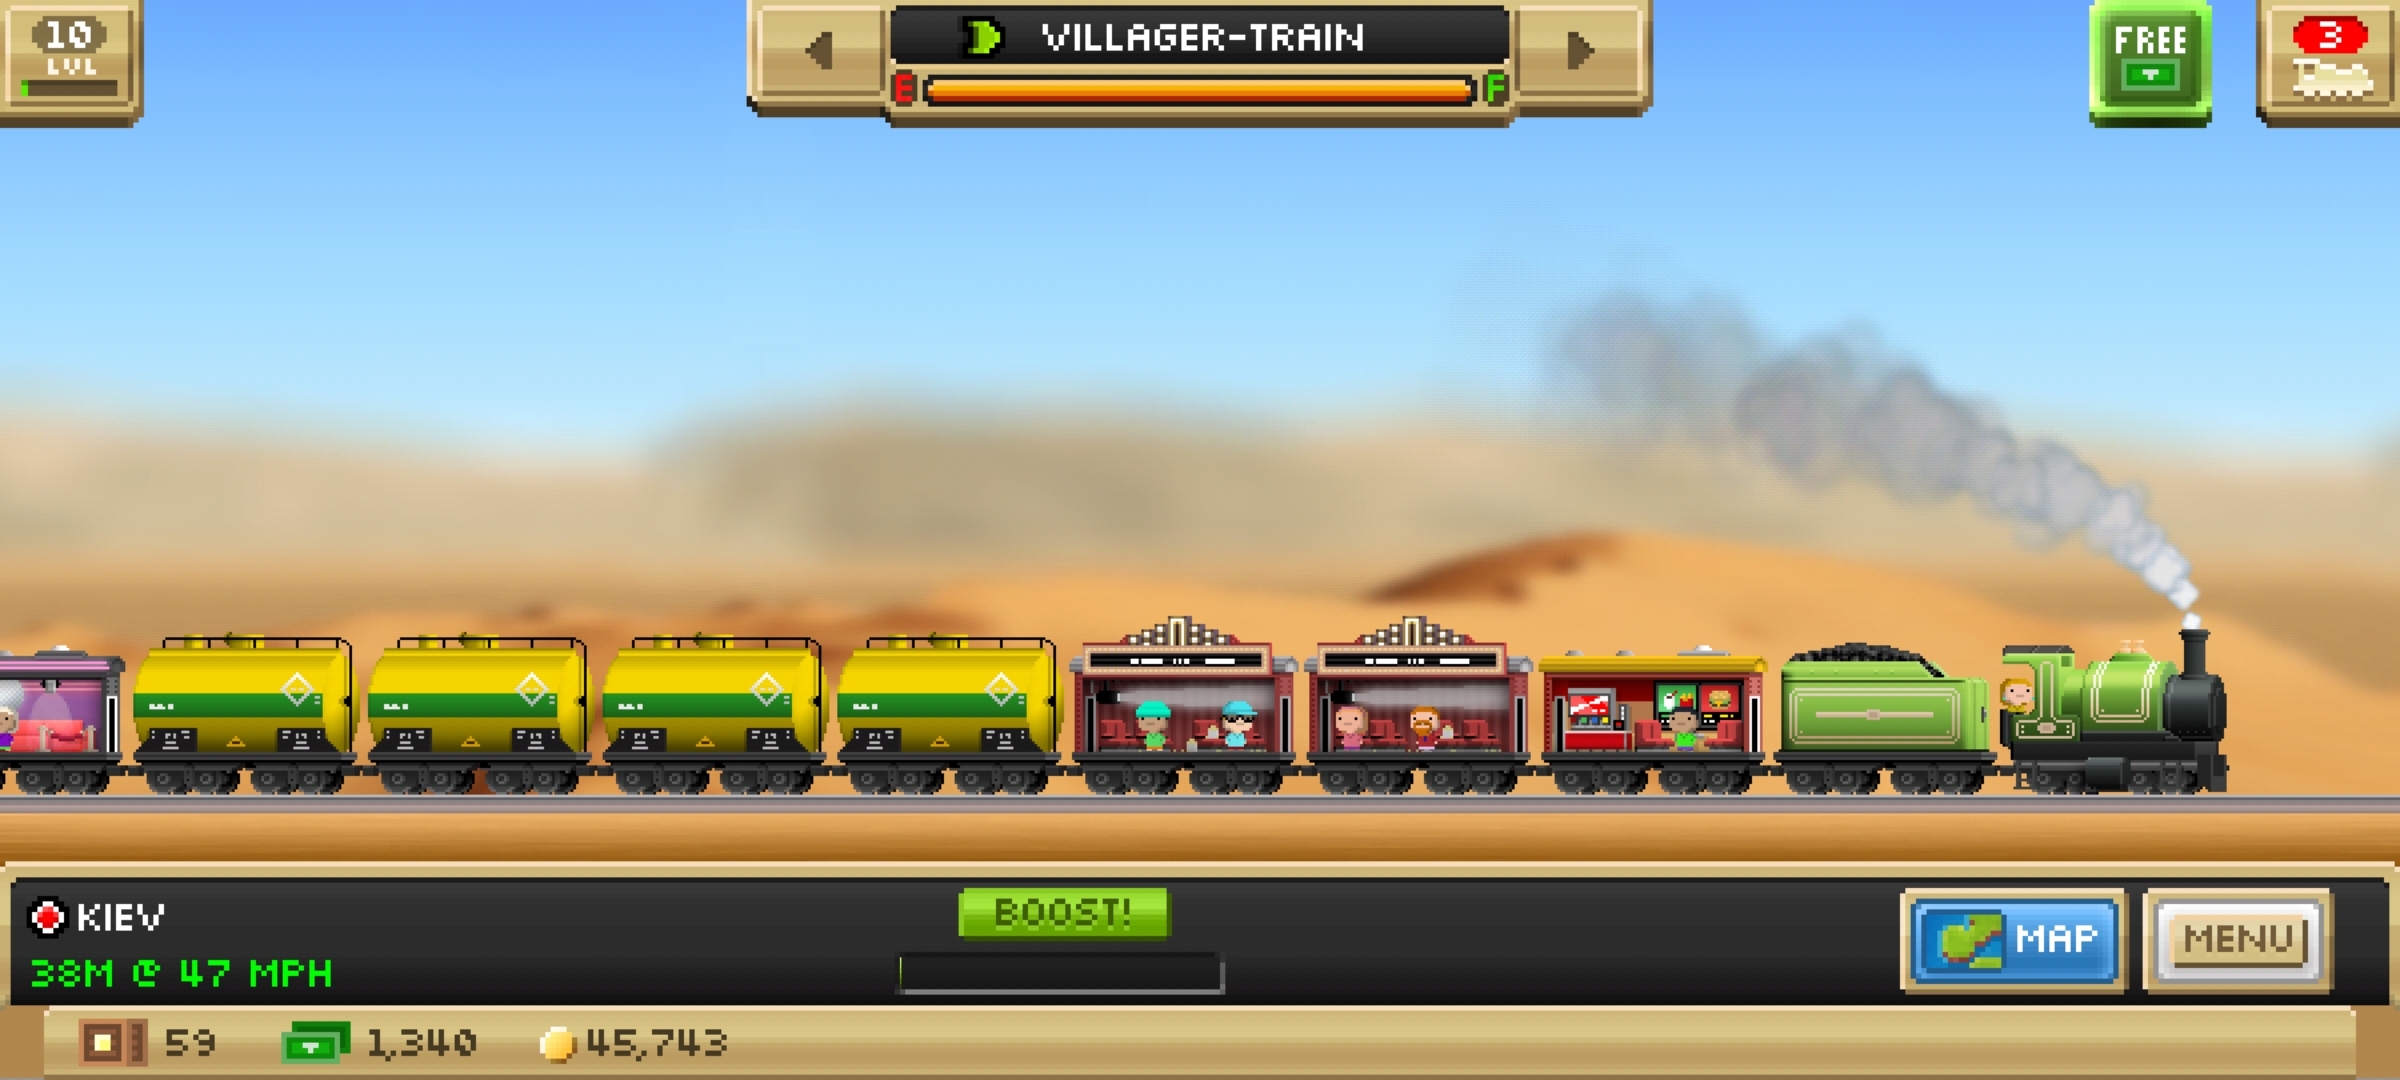 10
LVL
VILLAGER-TRAIN
E F
FREE
3
KIEV
38M @ 47 MPH
BOOST!
MAP
MENU
59
1,340
45,743